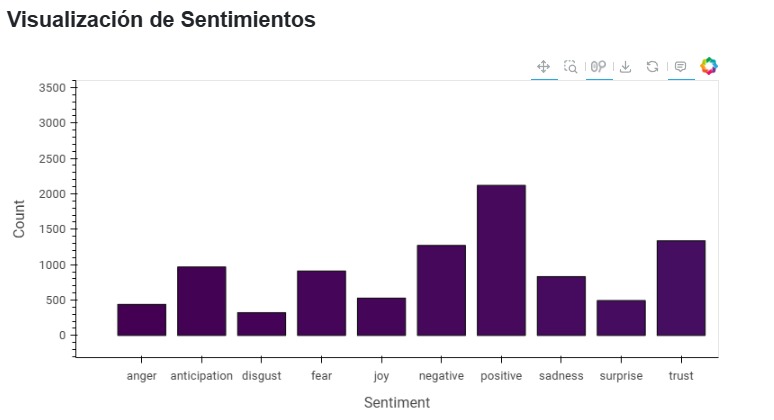 Visualización de Sentimientos
3500
3000
2500
2000
1500
1000
500
0
Count
anger anticipation disgust fear joy negative positive sadness surprise trust
Sentiment